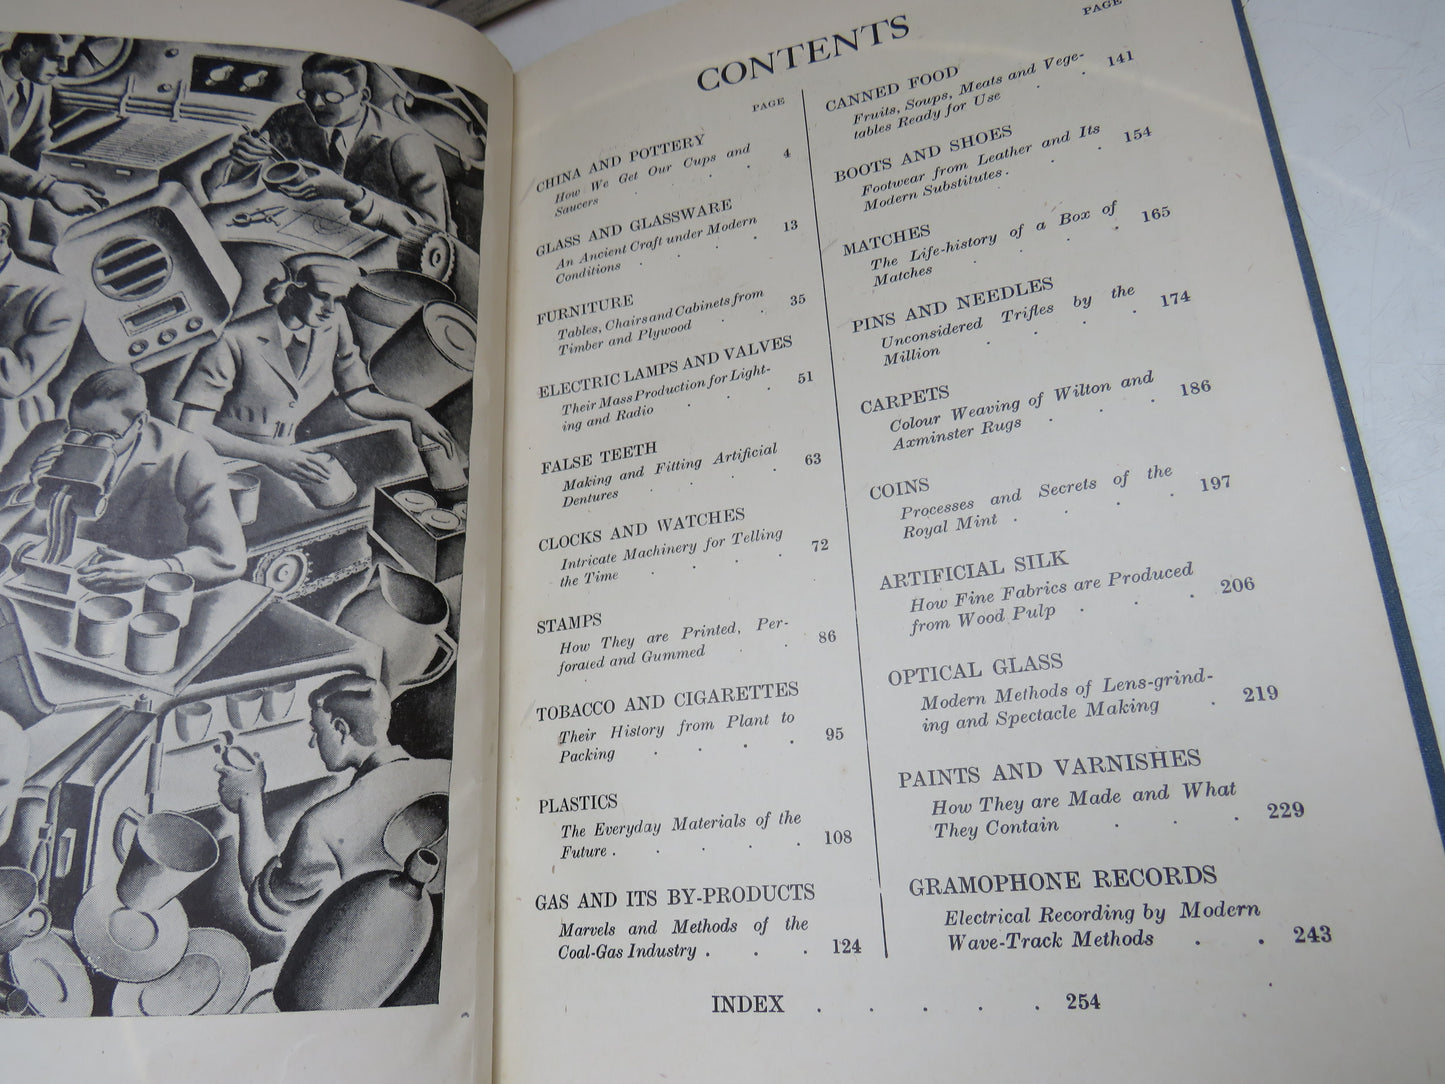 CONTENTS
PAGE
CHINA AND POTTERY
How We Get Our Cups and
Saucers . . . . 4
GLASS AND GLASSWARE
An Ancient Craft under Modern
Conditions . . . . 13
FURNITURE
Tables, Chairs and Cabinets from
Timber and Plywood . . 35
ELECTRIC LAMPS AND VALVES
Their Mass Production for Light-
ing and Radio . . . 51
FALSE TEETH
Making and Fitting Artificial
Dentures . . . . 63
CLOCKS AND WATCHES
Intricate Machinery for Telling
the Time . . . . 72
STAMPS
How They are Printed, Per-
forated and Gummed . . 86
TOBACCO AND CIGARETTES
Their History from Plant to
Packing . . . . 95
PLASTICS
The Everyday Materials of the
Future . . . . . 108
GAS AND ITS BY-PRODUCTS
Marvels and Methods of the
Coal-Gas Industry . . . 124
PAGE
CANNED FOOD
Fruits, Soups, Meats and Vege-
tables Ready for Use . . 141
BOOTS AND SHOES
Footwear from Leather and Its
Modern Substitutes . . . 154
MATCHES
The Life-history of a Box of
Matches . . . . 165
PINS AND NEEDLES
Unconsidered Trifles by the
Million . . . . 174
CARPETS
Colour Weaving of Wilton and
Axminster Rugs . . . 186
COINS
Processes and Secrets of the
Royal Mint . . . . 197
ARTIFICIAL SILK
How Fine Fabrics are Produced
from Wood Pulp . . . 206
OPTICAL GLASS
Modern Methods of Lens-grind-
ing and Spectacle Making . 219
PAINTS AND VARNISHES
How They are Made and What
They Contain . . . 229
GRAMOPHONE RECORDS
Electrical Recording by Modern
Wave-Track Methods . . 243
INDEX . . . . . 254